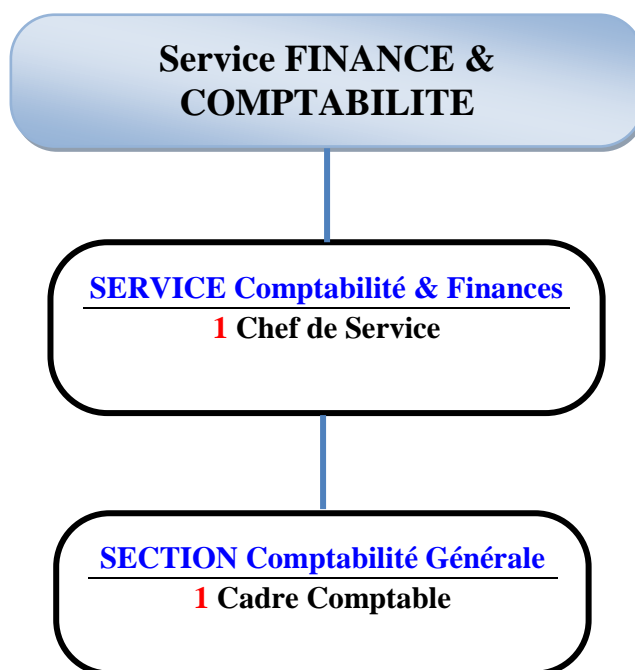 Service FINANCE &
COMPTABILITE
SERVICE Comptabilité & Finances
1 Chef de Service
SECTION Comptabilité Générale
1 Cadre Comptable